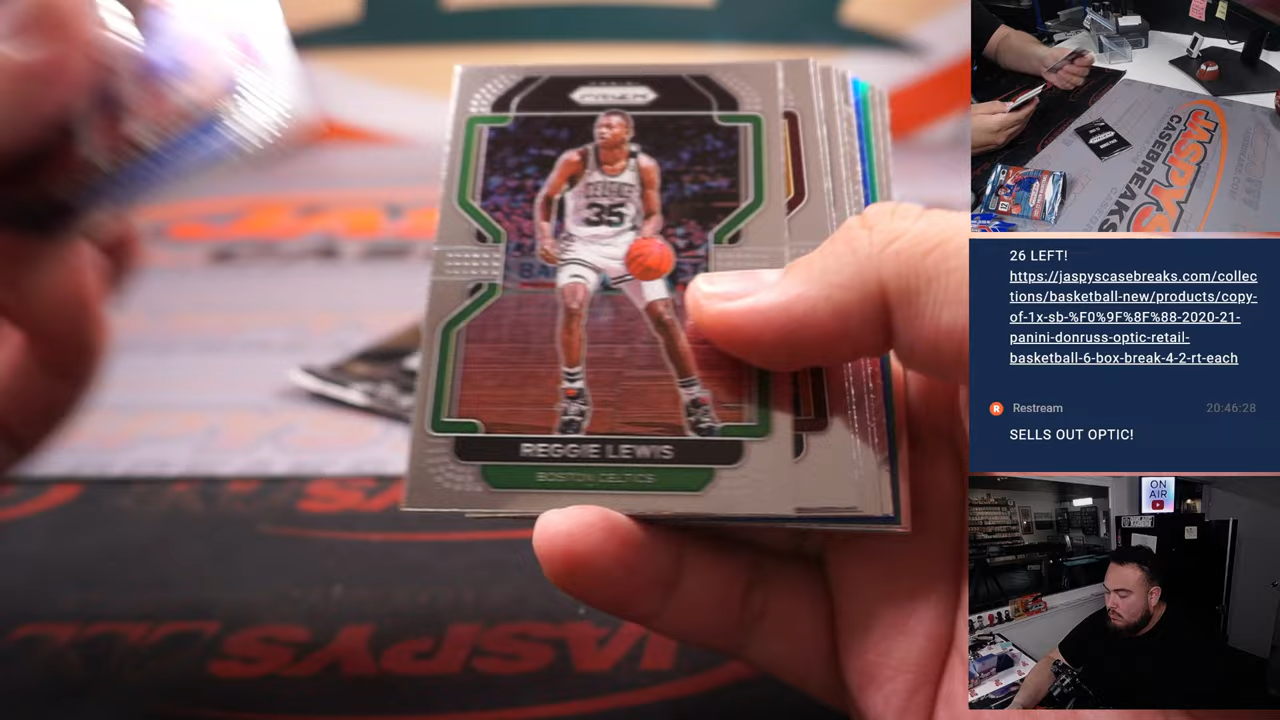 PRIZM
CELTICS
35
REGGIE LEWIS
BOSTON CELTICS
JASPYS
JASPYS
CASEBREAKS
26 LEFT!
https://jaspyscasebreaks.com/collec
tions/basketball-new/products/copy-
of-1x-sb-%F0%9F%8F%88-2020-21-
panini-donruss-optic-retail-
basketball-6-box-break-4-2-rt-each
R Restream 20:46:28
SELLS OUT OPTIC!
ON
AIR